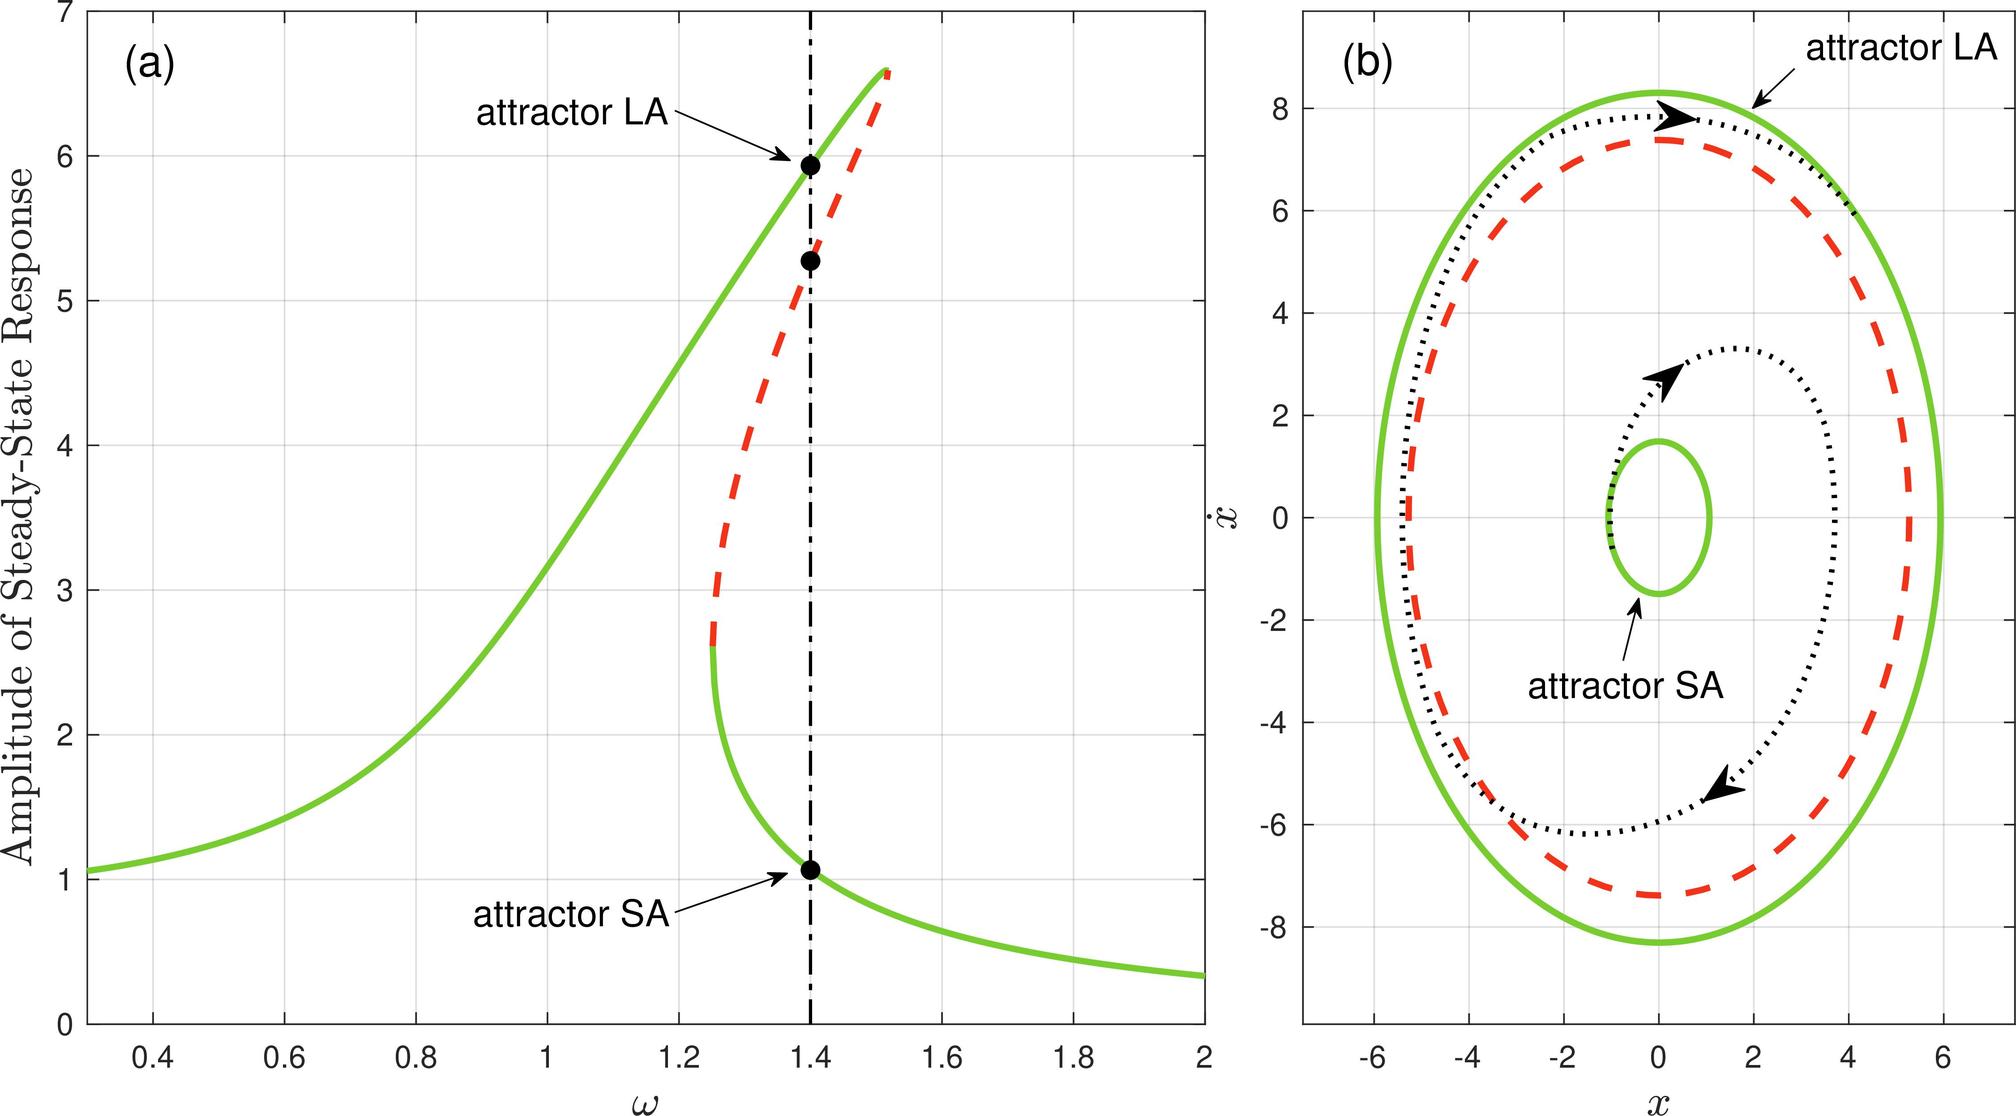 (a)
attractor LA
attractor SA
Amplitude of Steady-State Response
7
6
5
4
3
2
1
0
0.4 0.6 0.8 1 1.2 1.4 1.6 1.8 2
ω
(b)
attractor LA
attractor SA
ẋ
8
6
4
2
0
-2
-4
-6
-8
-6 -4 -2 0 2 4 6
x